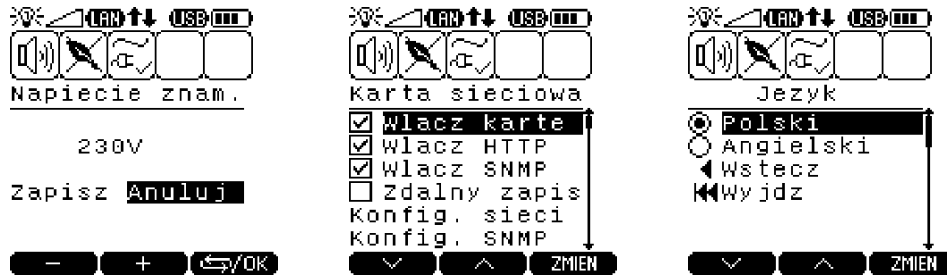 LAN USB
Napiecie znam.
230V
Zapisz Anuluj
- + /OK
LAN USB
Karta sieciowa
Wlacz karte
Wlacz HTTP
Wlacz SNMP
Zdalny zapis
Konfig. sieci
Konfig. SNMP
ZMIEN
LAN USB
Jezyk
Polski
Angielski
Wstecz
Wyjdz
ZMIEN